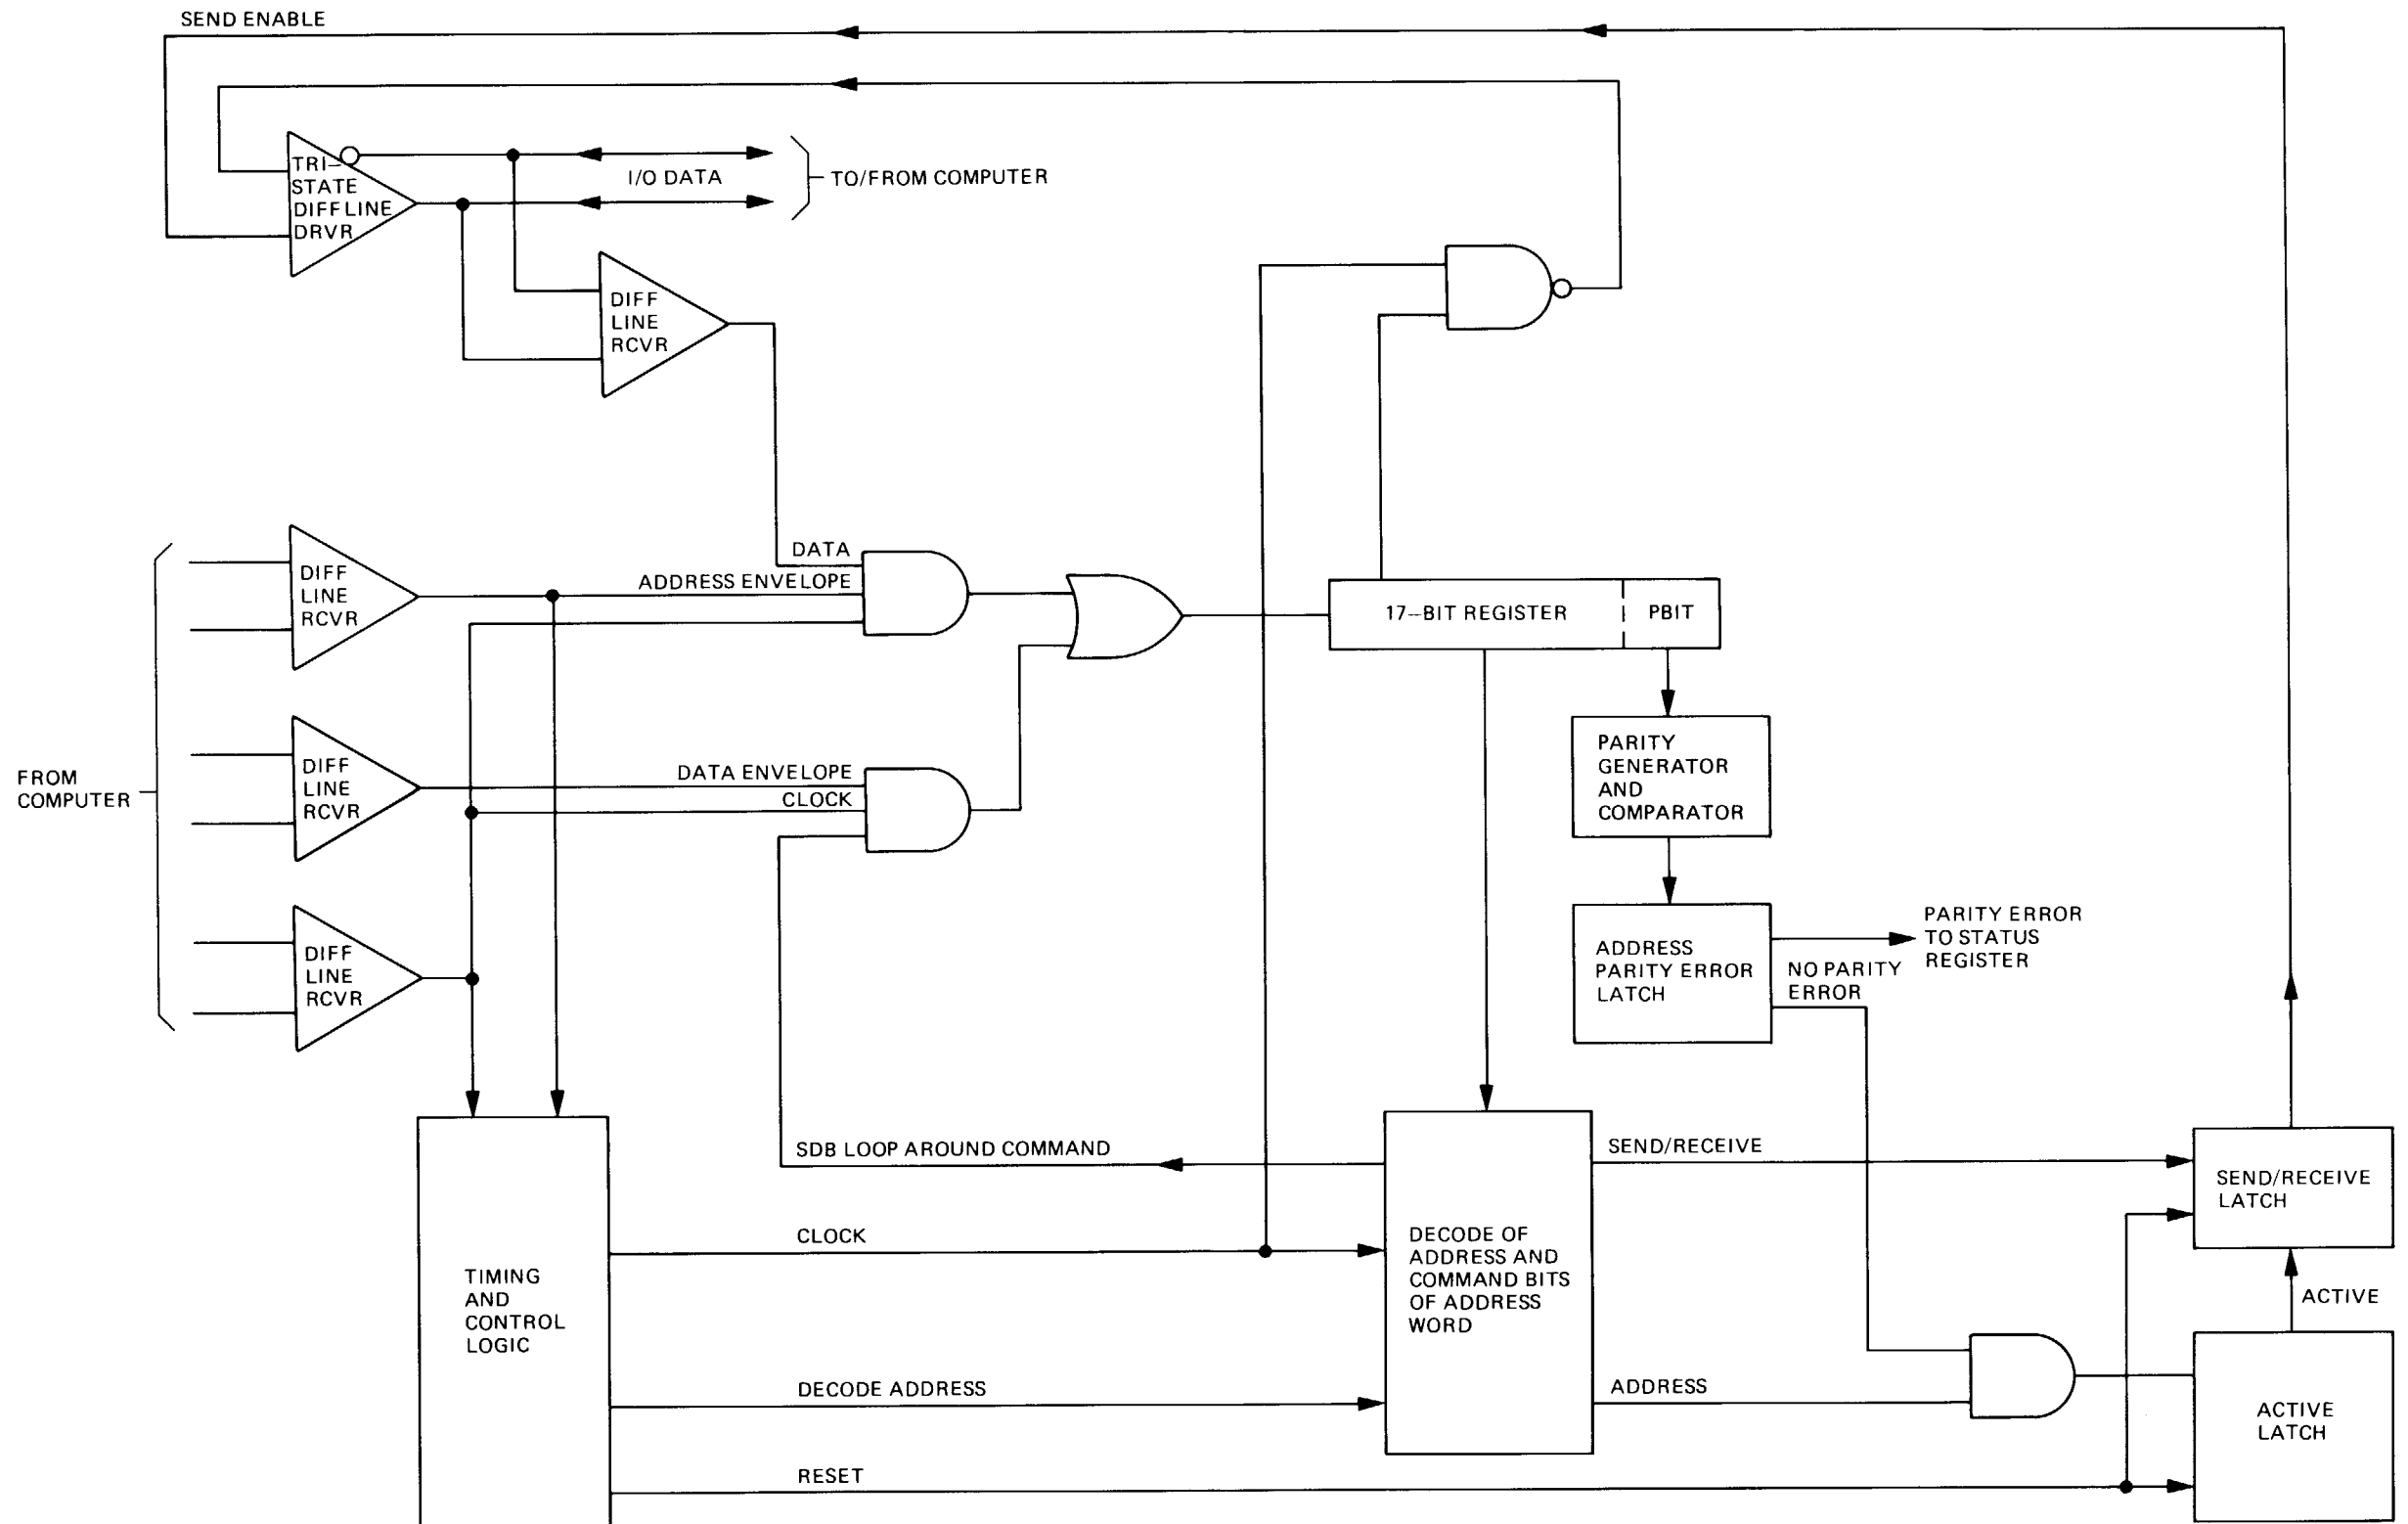 SEND ENABLE
TRI-
STATE
DIFF LINE
DRVR
I/O DATA
TO/FROM COMPUTER
DIFF
LINE
RCVR
DATA
ADDRESS ENVELOPE
DIFF
LINE
RCVR
17-BIT REGISTER
PBIT
FROM
COMPUTER
DIFF
LINE
RCVR
DATA ENVELOPE
CLOCK
PARITY
GENERATOR
AND
COMPARATOR
DIFF
LINE
RCVR
ADDRESS
PARITY ERROR
LATCH
PARITY ERROR
TO STATUS
REGISTER
NO PARITY
ERROR
SDB LOOP AROUND COMMAND
SEND/RECEIVE
SEND/RECEIVE
LATCH
CLOCK
TIMING
AND
CONTROL
LOGIC
DECODE OF
ADDRESS AND
COMMAND BITS
OF ADDRESS
WORD
ACTIVE
DECODE ADDRESS
ADDRESS
ACTIVE
LATCH
RESET